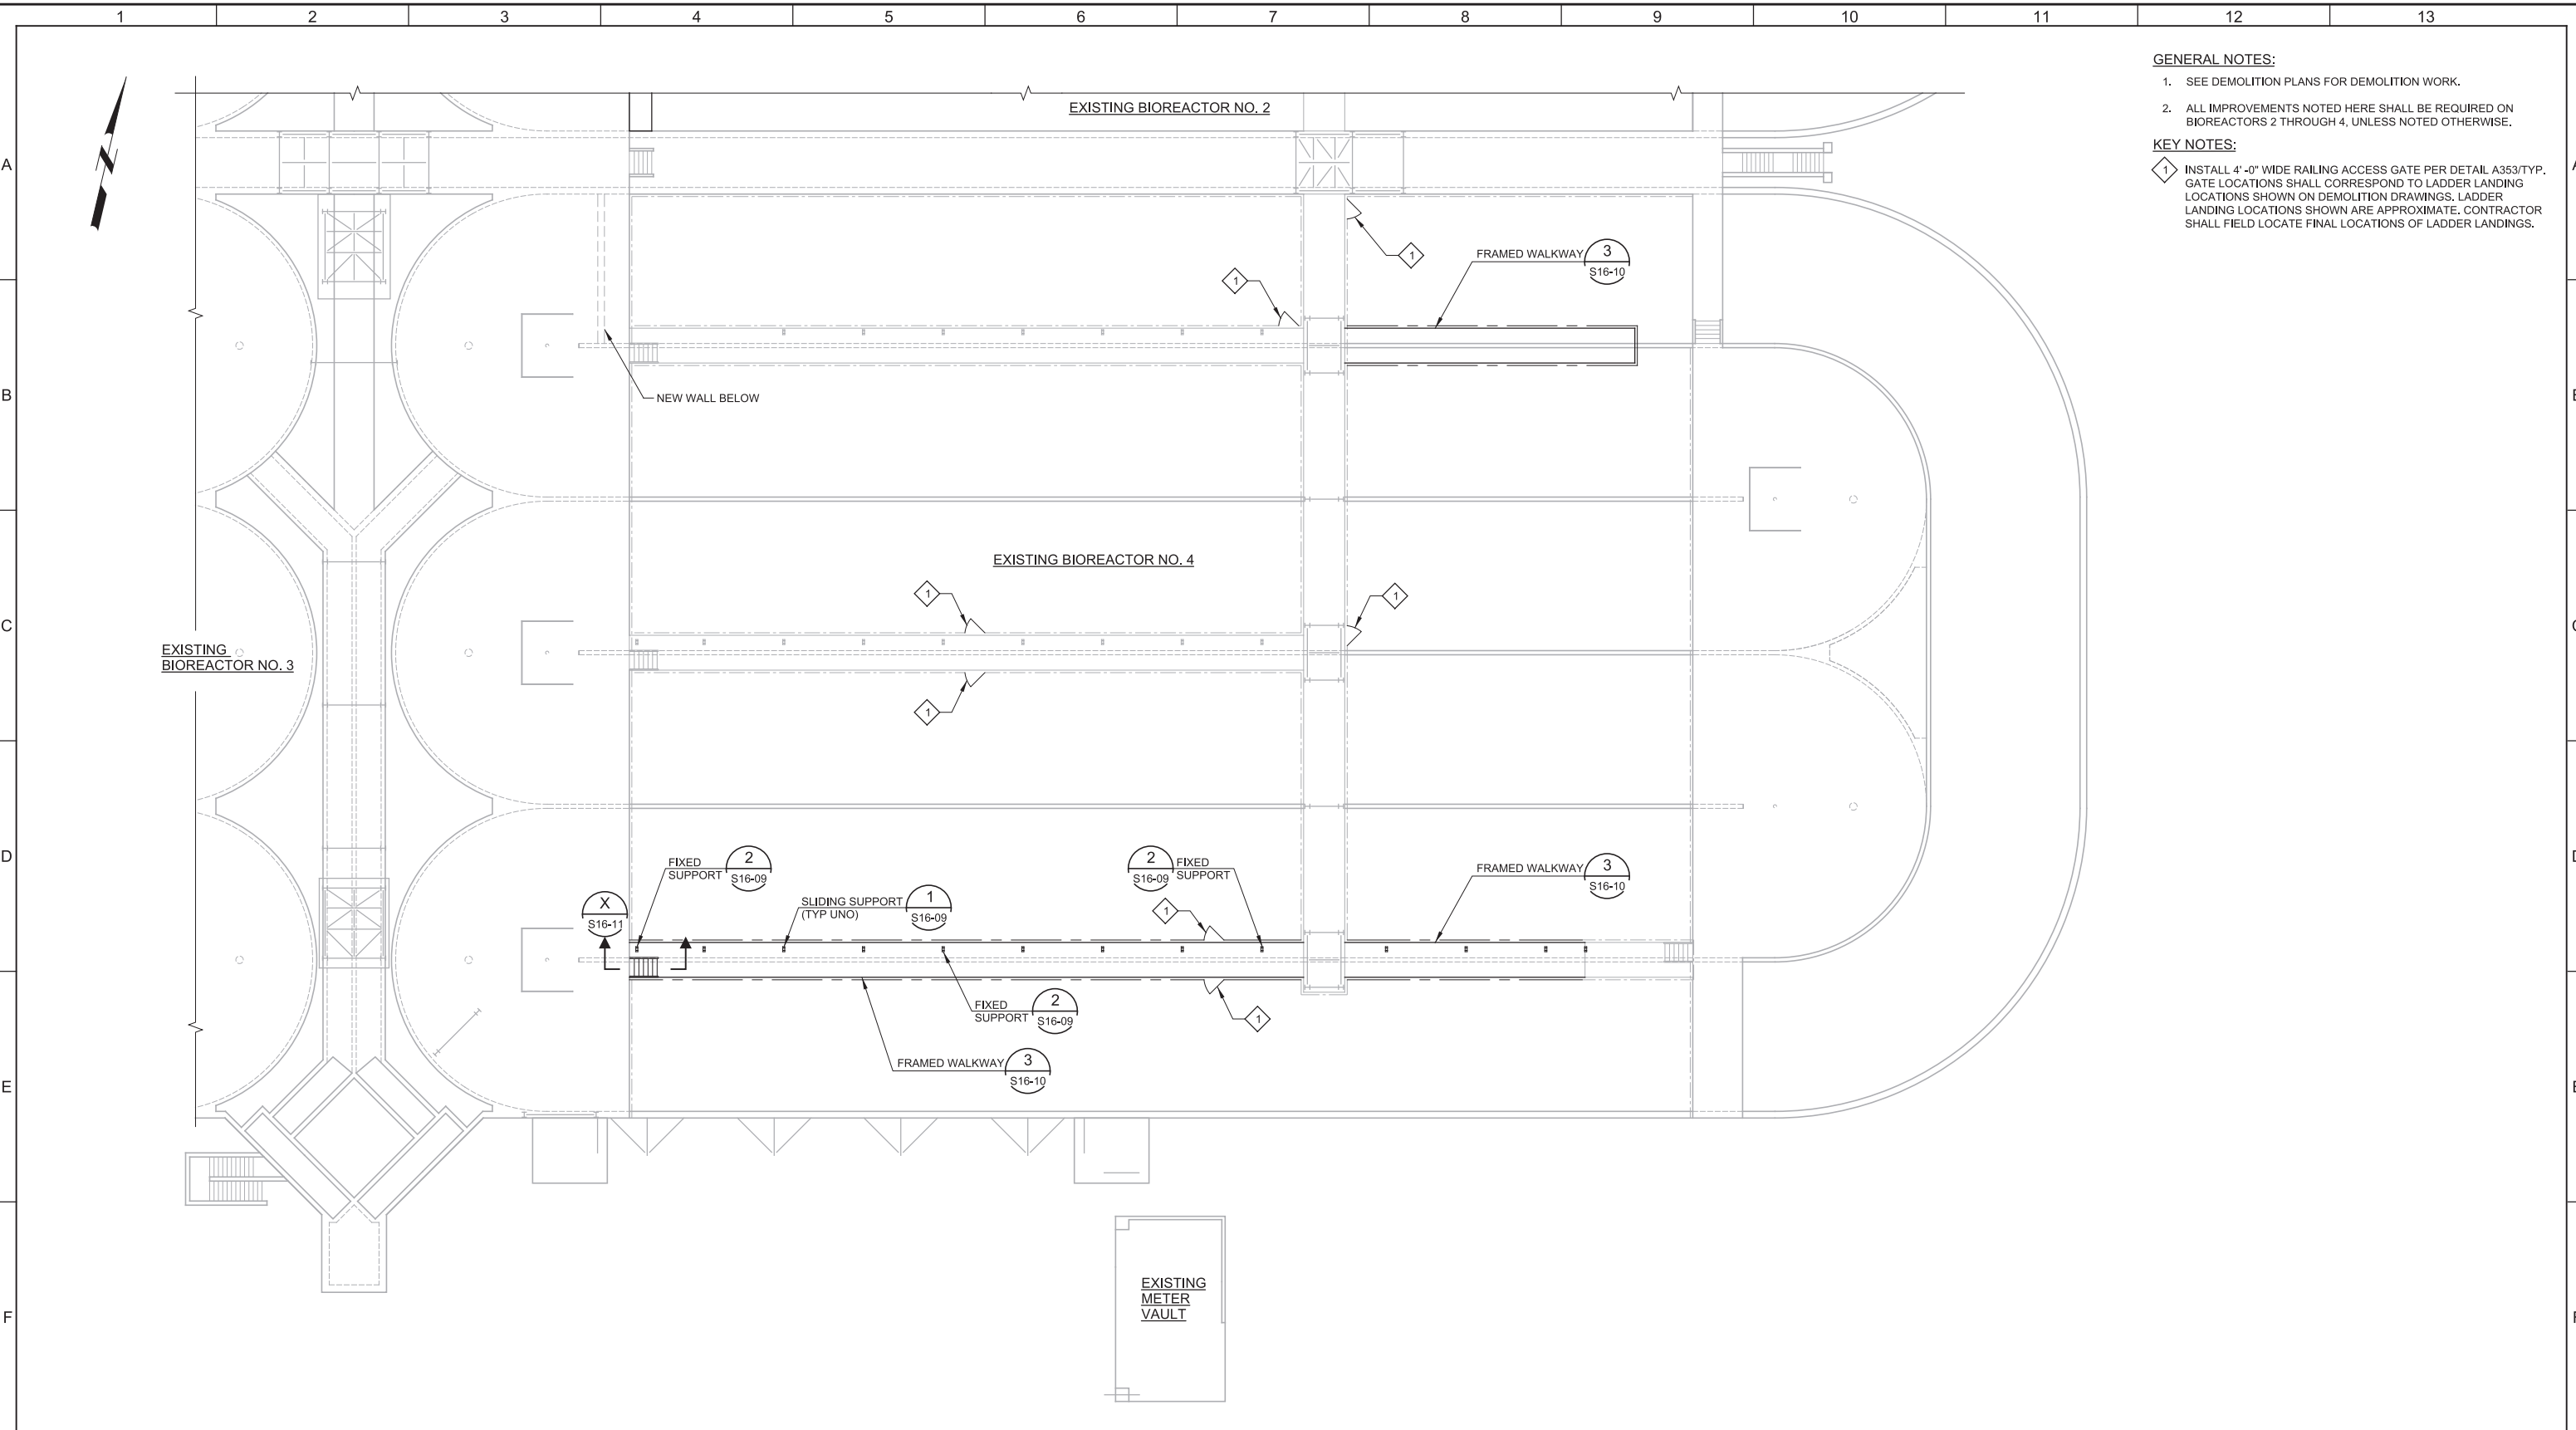 1 2 3 4 5 6 7 8 9 10 11 12 13
GENERAL NOTES:
1. SEE DEMOLITION PLANS FOR DEMOLITION WORK.
2. ALL IMPROVEMENTS NOTED HERE SHALL BE REQUIRED ON
BIOREACTORS 2 THROUGH 4, UNLESS NOTED OTHERWISE.
KEY NOTES:
1 INSTALL 4'-0" WIDE RAILING ACCESS GATE PER DETAIL A353/TYP.
GATE LOCATIONS SHALL CORRESPOND TO LADDER LANDING
LOCATIONS SHOWN ON DEMOLITION DRAWINGS. LADDER
LANDING LOCATIONS SHOWN ARE APPROXIMATE. CONTRACTOR
SHALL FIELD LOCATE FINAL LOCATIONS OF LADDER LANDINGS.
EXISTING BIOREACTOR NO. 2
A
N
1
FRAMED WALKWAY
3
S16-10
1
B
NEW WALL BELOW
EXISTING BIOREACTOR NO. 4
1
1
C
EXISTING
BIOREACTOR NO. 3
1
D
FIXED
SUPPORT
2
S16-09
2
S16-09
FIXED
SUPPORT
FRAMED WALKWAY
3
S16-10
X
S16-11
SLIDING SUPPORT
(TYP UNO)
1
S16-09
1
FIXED
SUPPORT
2
S16-09
1
FRAMED WALKWAY
3
S16-10
E
EXISTING
METER
VAULT
F